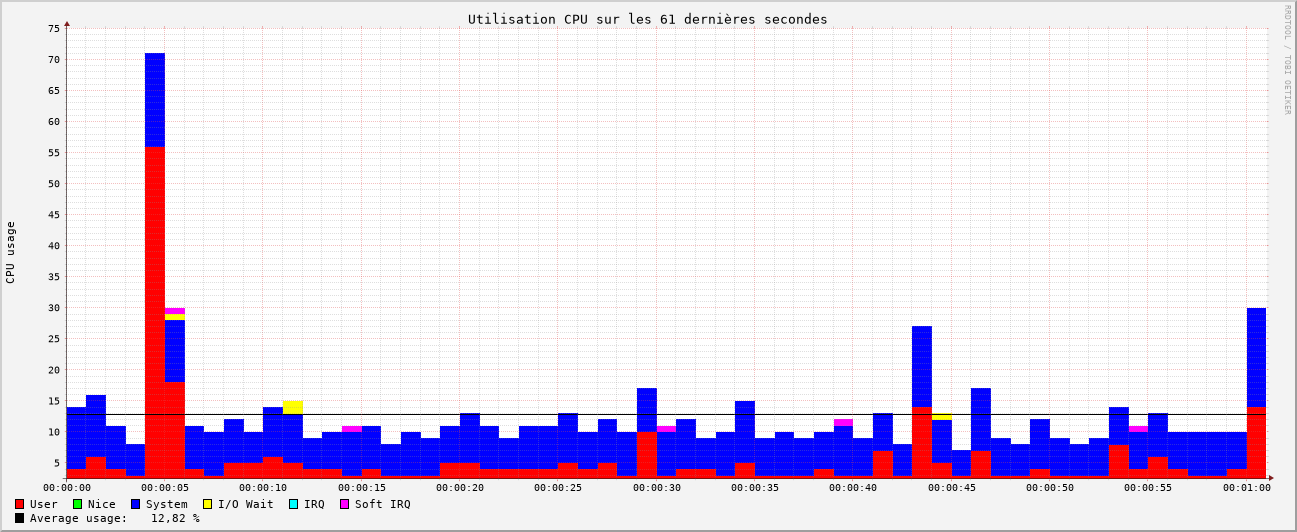 Utilisation CPU sur les 61 dernières secondes
RRDTOOL / TOBI OETIKER
CPU usage
75
70
65
60
55
50
45
40
35
30
25
20
15
10
5
00:00:00 00:00:05 00:00:10 00:00:15 00:00:20 00:00:25 00:00:30 00:00:35 00:00:40 00:00:45 00:00:50 00:00:55 00:01:00
User Nice System I/O Wait IRQ Soft IRQ
Average usage: 12,82 %